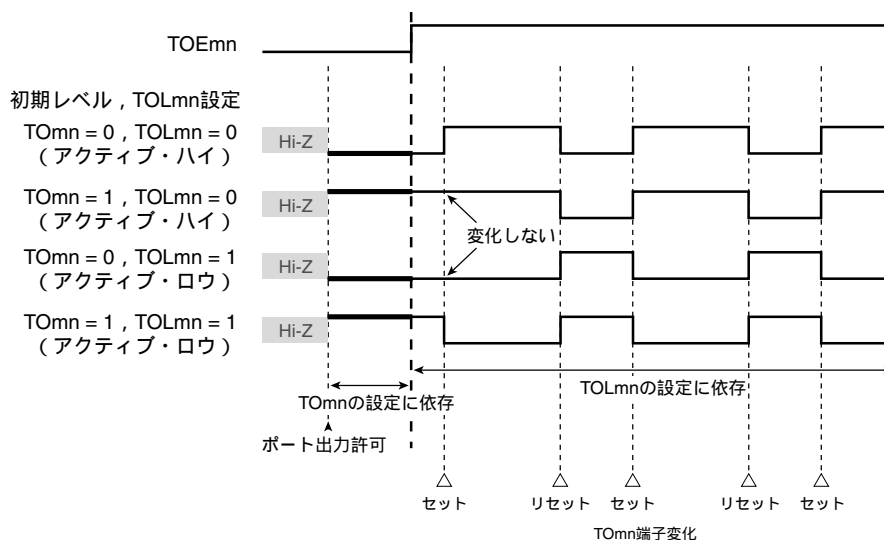 TOEmn
初期レベル , TOLmn設定
TOmn = 0 , TOLmn = 0
( アクティブ・ハイ )
Hi-Z
TOmn = 1 , TOLmn = 0
( アクティブ・ハイ )
Hi-Z
変化しない
TOmn = 0 , TOLmn = 1
( アクティブ・ロウ )
Hi-Z
TOmn = 1 , TOLmn = 1
( アクティブ・ロウ )
Hi-Z
TOmnの設定に依存
TOLmnの設定に依存
ポート出力許可
セット
リセット
セット
リセット
セット
TOmn端子変化